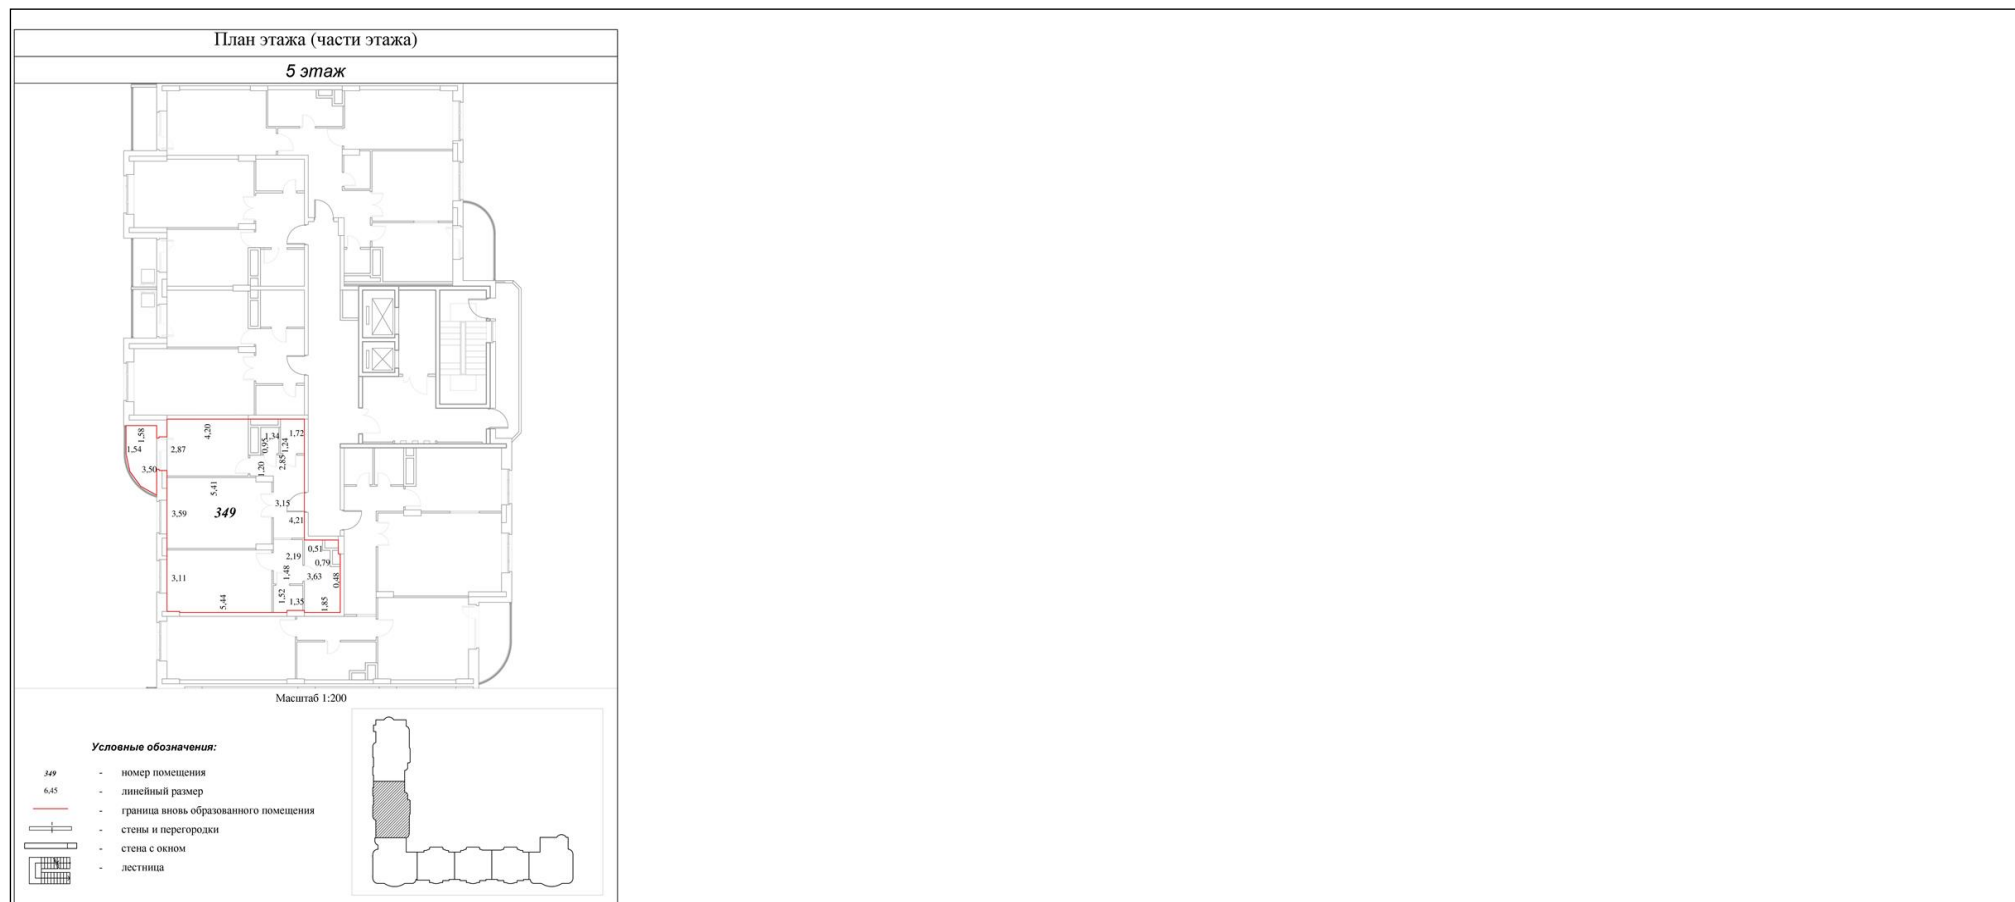 План этажа (части этажа)
5 этаж
1,58
1,54
3,50
4,20
2,87
1,34
1,72
0,95
1,24
1,20
2,85
5,41
3,15
3,59
349
4,21
2,19
0,51
0,79
1,48
3,63
0,48
3,11
5,44
1,52
1,35
1,85
Масштаб 1:200
Условные обозначения:
349 - номер помещения
6,45 - линейный размер
- граница вновь образованного помещения
- стены и перегородки
- стена с окном
- лестница